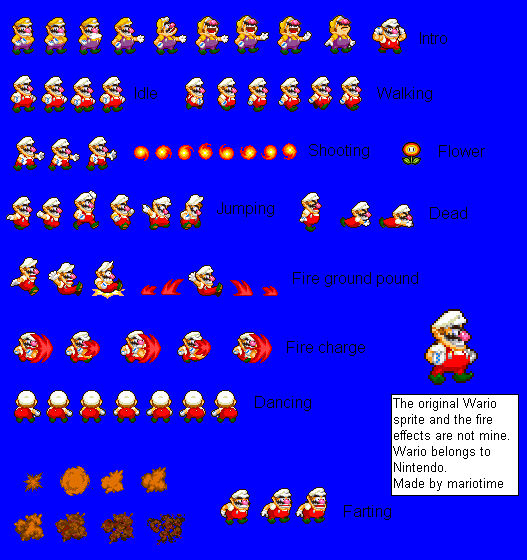 Intro
Idle
Walking
Shooting
Flower
Jumping
Dead
Fire ground pound
Fire charge
Dancing
The original Wario
sprite and the fire
effects are not mine.
Wario belongs to
Nintendo.
Made by mariotime
Farting